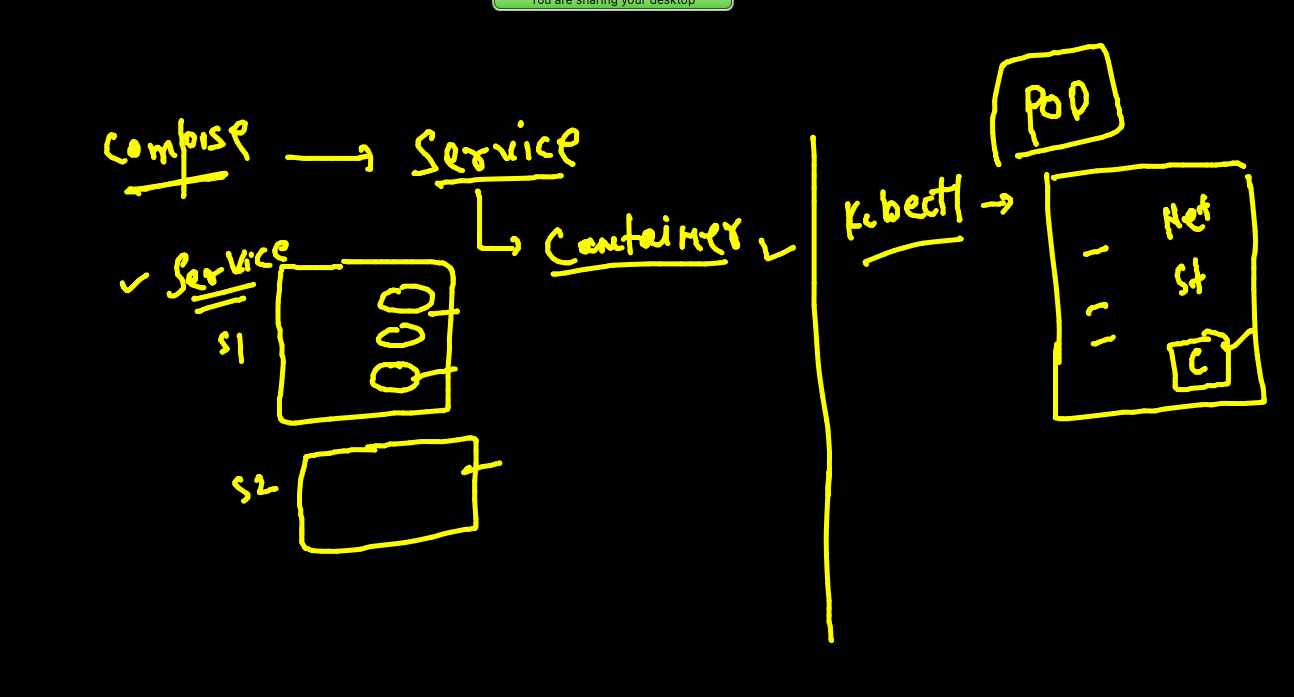 You are sharing your desktop
Compose → Service
Container ✓
✓ Service
S1
S2
POD
Kubectl →
Net
St
C